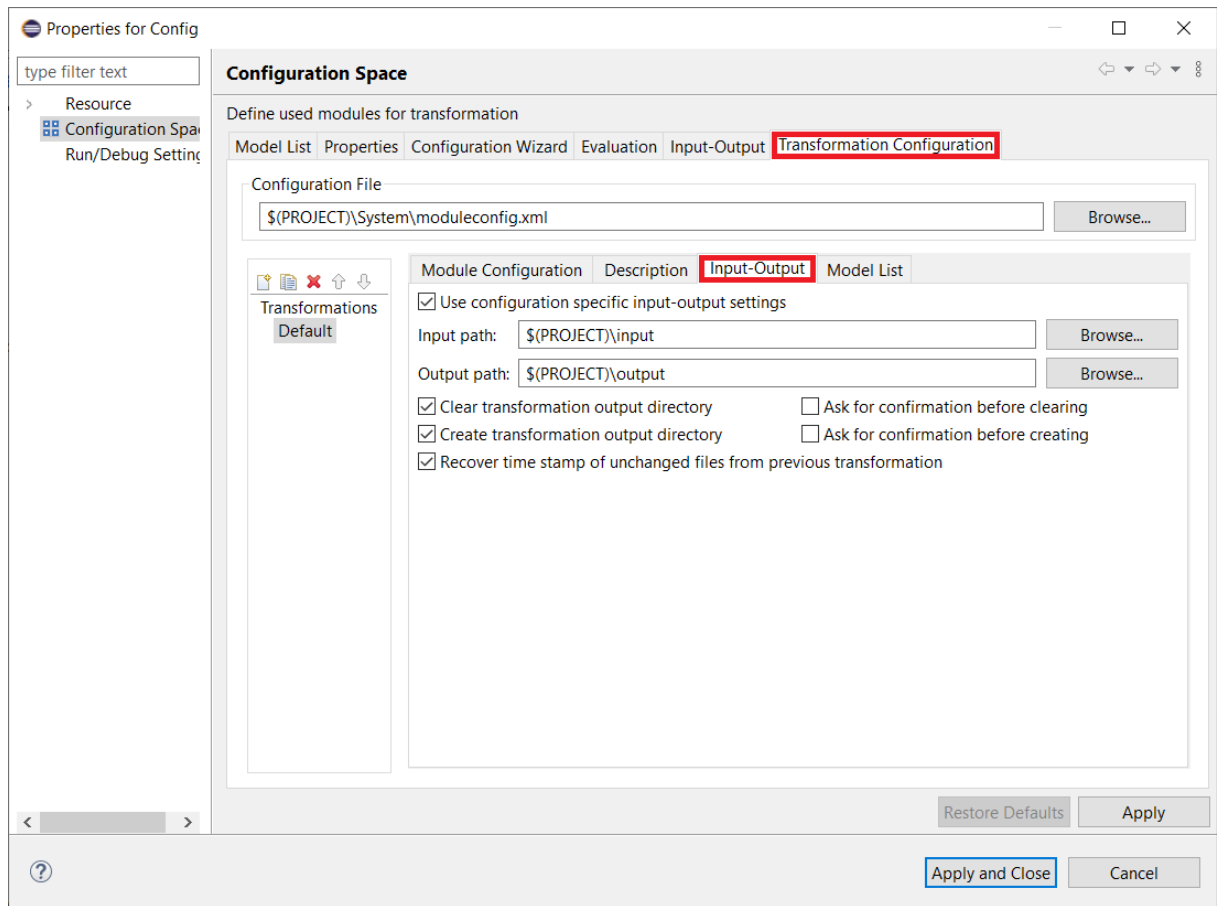 Properties for Config
type filter text
Resource
Configuration Spa
Run/Debug Setting
Configuration Space
Define used modules for transformation
Model List Properties Configuration Wizard Evaluation Input-Output Transformation Configuration
Configuration File
$(PROJECT)\System\moduleconfig.xml Browse...
Transformations
Default
Module Configuration Description Input-Output Model List
Use configuration specific input-output settings
Input path: $(PROJECT)\input Browse...
Output path: $(PROJECT)\output Browse...
Clear transformation output directory Ask for confirmation before clearing
Create transformation output directory Ask for confirmation before creating
Recover time stamp of unchanged files from previous transformation
Restore Defaults Apply
? Apply and Close Cancel